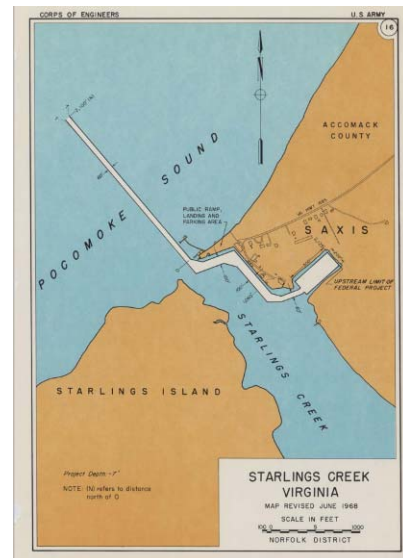 CORPS OF ENGINEERS
U.S. ARMY
16
ACCOMACK
COUNTY
POCOMOKE SOUND
PUBLIC RAMP,
LANDING AND
PARKING AREA
SAXIS
UPSTREAM LIMIT OF
FEDERAL PROJECT
STARLINGS CREEK
STARLINGS ISLAND
Project Depth -7'
NOTE: (N) refers to distance
north of O
STARLINGS CREEK
VIRGINIA
MAP REVISED JUNE 1968
SCALE IN FEET
NORFOLK DISTRICT